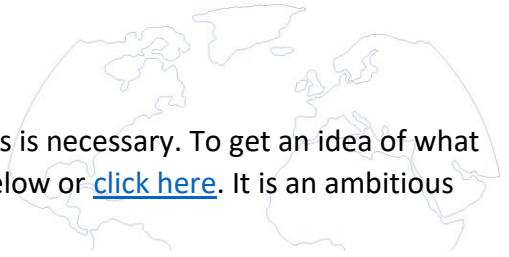 s is necessary. To get an idea of what
elow or click here. It is an ambitious